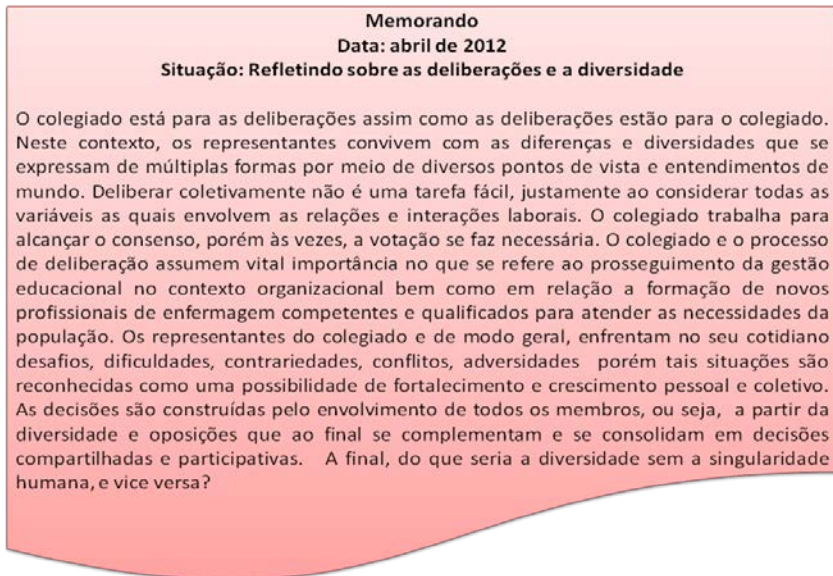 Memorando
Data: abril de 2012
Situação: Refletindo sobre as deliberações e a diversidade
O colegiado está para as deliberações assim como as deliberações estão para o colegiado.
Neste contexto, os representantes convivem com as diferenças e diversidades que se
expressam de múltiplas formas por meio de diversos pontos de vista e entendimentos de
mundo. Deliberar coletivamente não é uma tarefa fácil, justamente ao considerar todas as
variáveis as quais envolvem as relações e interações laborais. O colegiado trabalha para
alcançar o consenso, porém às vezes, a votação se faz necessária. O colegiado e o processo
de deliberação assumem vital importância no que se refere ao prosseguimento da gestão
educacional no contexto organizacional bem como em relação a formação de novos
profissionais de enfermagem competentes e qualificados para atender as necessidades da
população. Os representantes do colegiado e de modo geral, enfrentam no seu cotidiano
desafios, dificuldades, contrariedades, conflitos, adversidades porém tais situações são
reconhecidas como uma possibilidade de fortalecimento e crescimento pessoal e coletivo.
As decisões são construídas pelo envolvimento de todos os membros, ou seja, a partir da
diversidade e oposições que ao final se complementam e se consolidam em decisões
compartilhadas e participativas. A final, do que seria a diversidade sem a singularidade
humana, e vice versa?